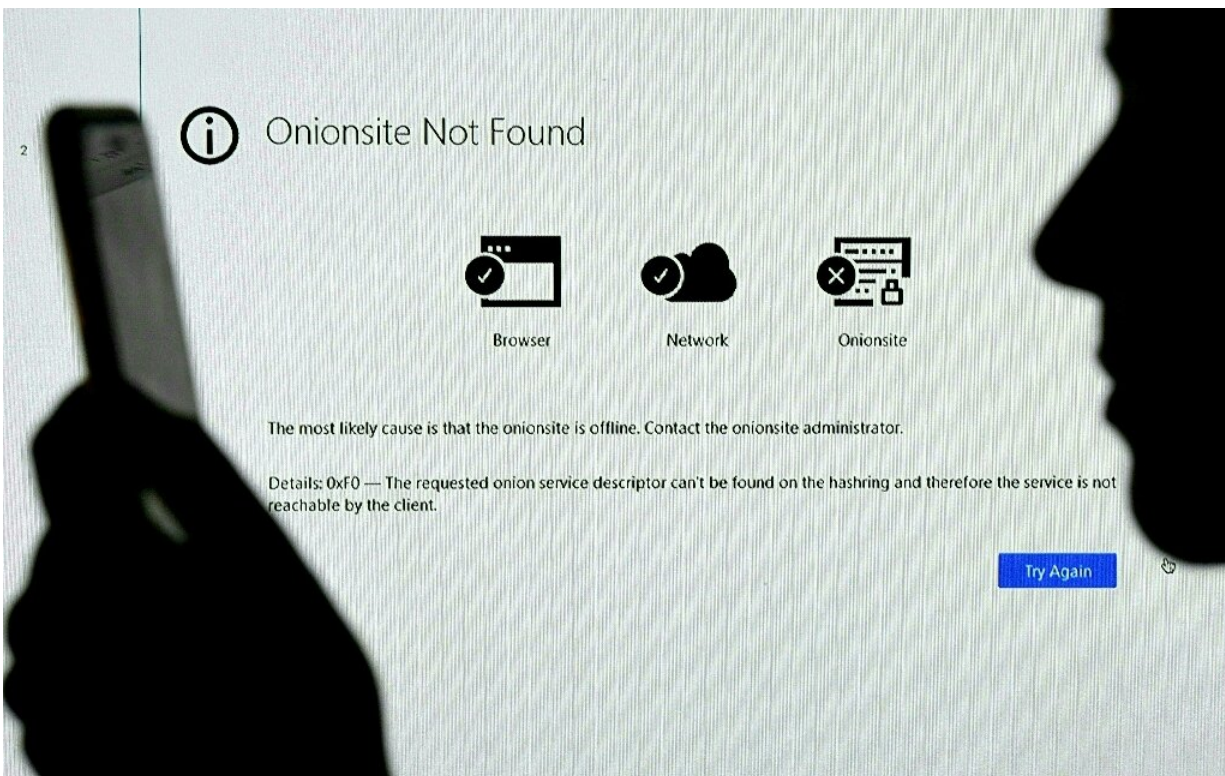 2
Onionsite Not Found
Browser
Network
Onionsite
The most likely cause is that the onionsite is offline. Contact the onionsite administrator.
Details: 0xF0 — The requested onion service descriptor can't be found on the hashring and therefore the service is not
reachable by the client.
Try Again